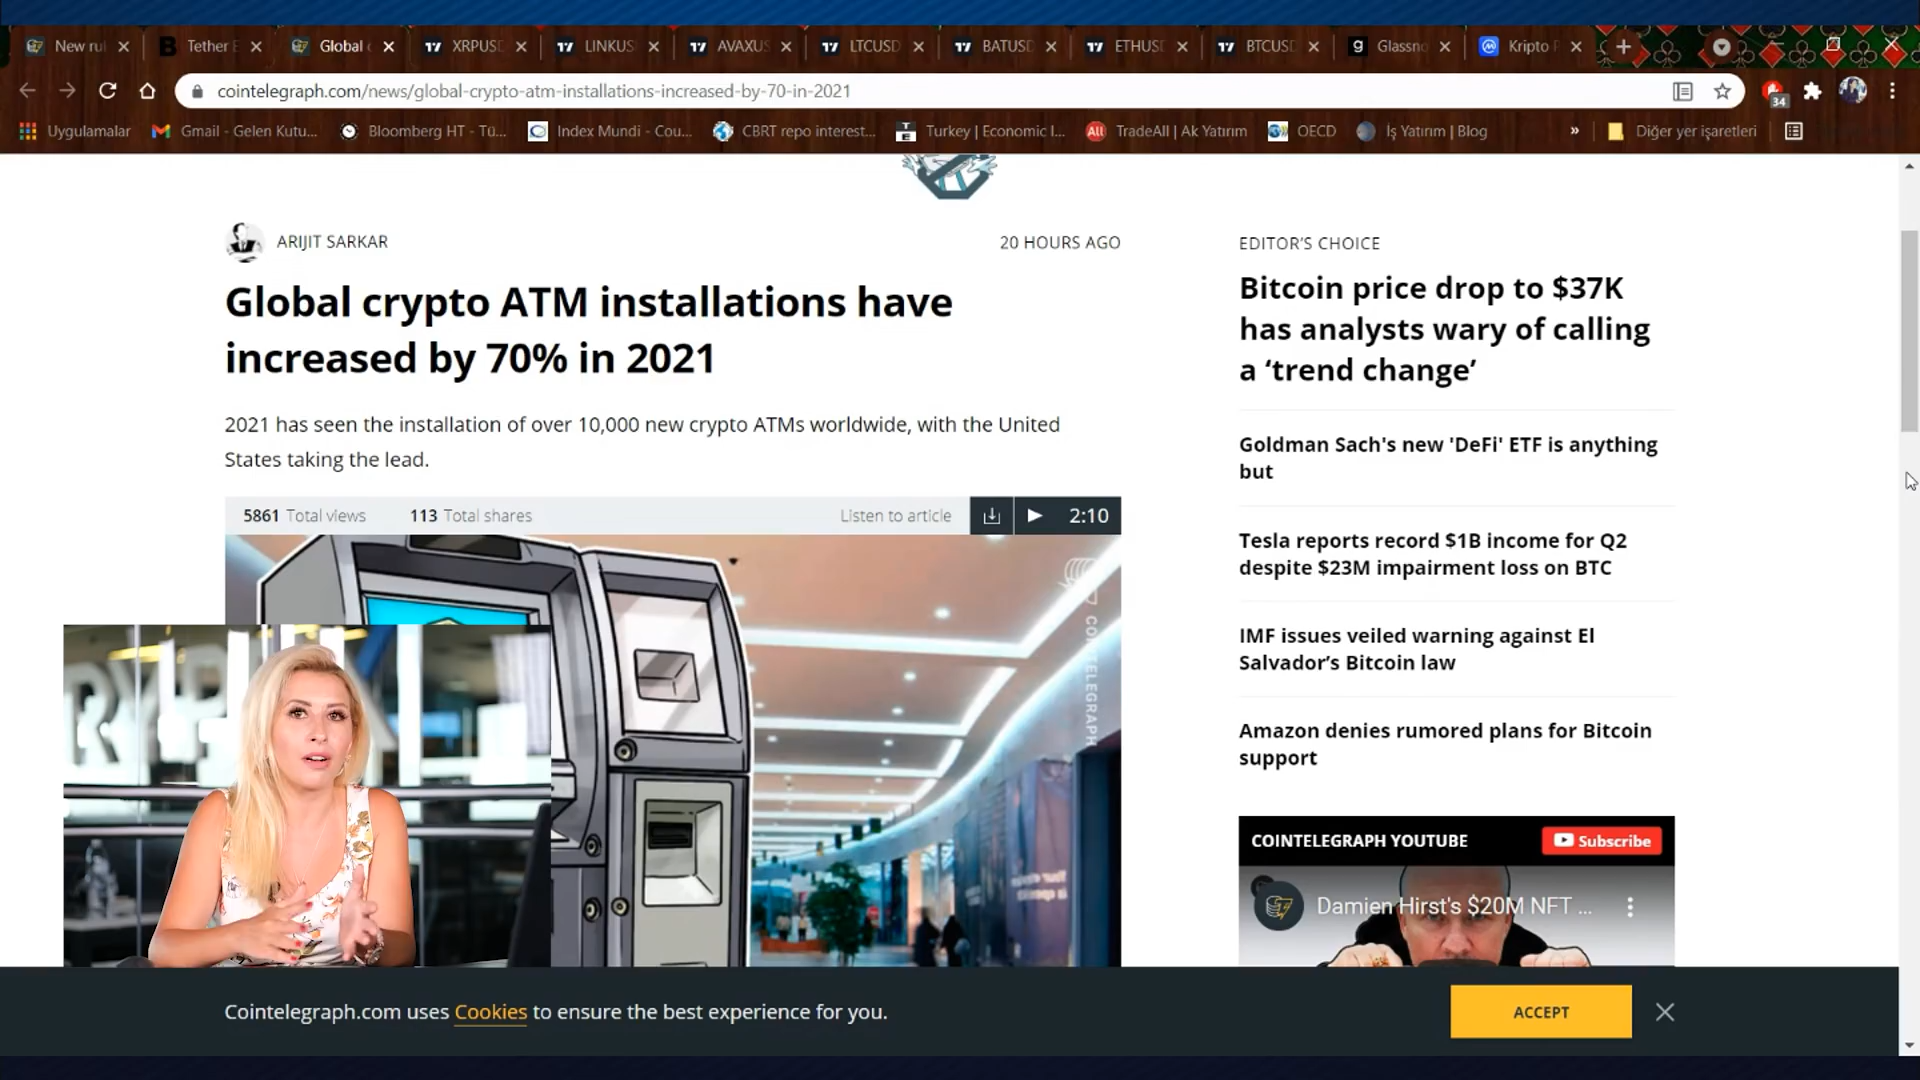 New ru
Tether
Global
XRPUS
LINKUS
AVAXUS
LTCUSD
BATUSD
ETHUSD
BTCUSD
Glassno
Kripto P
cointelegraph.com/news/global-crypto-atm-installations-increased-by-70-in-2021
34
Uygulamalar
Gmail - Gelen Kutu...
Bloomberg HT - Tü...
Index Mundi - Cou...
CBRT repo interest...
Turkey | Economic I...
TradeAll | Ak Yatırım
OECD
İş Yatırım | Blog
»
Diğer yer işaretleri
ARIJIT SARKAR
20 HOURS AGO
Global crypto ATM installations have
increased by 70% in 2021
2021 has seen the installation of over 10,000 new crypto ATMs worldwide, with the United
States taking the lead.
5861 Total views
113 Total shares
Listen to article
2:10
COINTELEGRAPH
EDITOR’S CHOICE
Bitcoin price drop to $37K
has analysts wary of calling
a ‘trend change’
Goldman Sach's new 'DeFi' ETF is anything
but
Tesla reports record $1B income for Q2
despite $23M impairment loss on BTC
IMF issues veiled warning against El
Salvador’s Bitcoin law
Amazon denies rumored plans for Bitcoin
support
COINTELEGRAPH YOUTUBE
Subscribe
Damien Hirst's $20M NFT ...
Cointelegraph.com uses Cookies to ensure the best experience for you.
ACCEPT